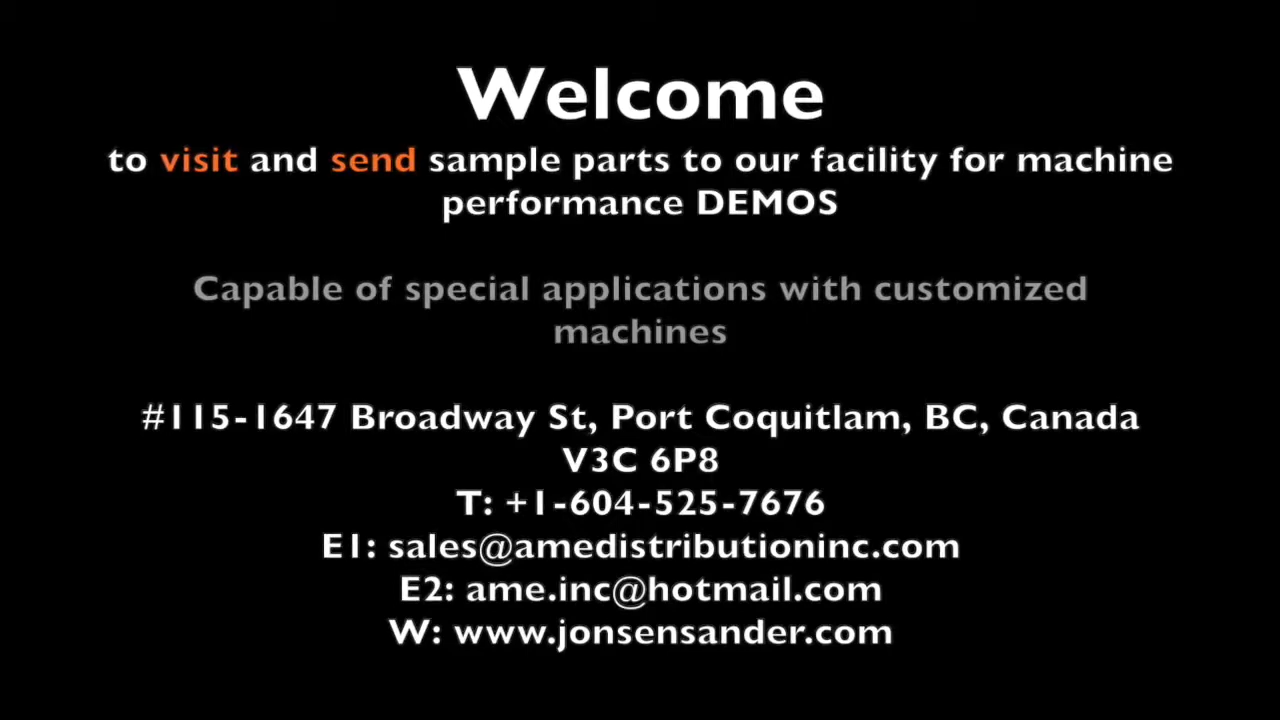 Welcome
to visit and send sample parts to our facility for machine
performance DEMOS
Capable of special applications with customized
machines
#115-1647 Broadway St, Port Coquitlam, BC, Canada
V3C 6P8
T: +1-604-525-7676
E1: sales@amedistributioninc.com
E2: ame.inc@hotmail.com
W: www.jonsensander.com